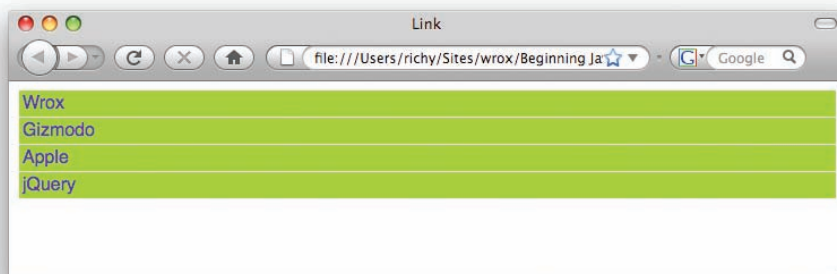 Link
file:///Users/richy/Sites/wrox/Beginning Ja
G Google
Wrox
Gizmodo
Apple
jQuery